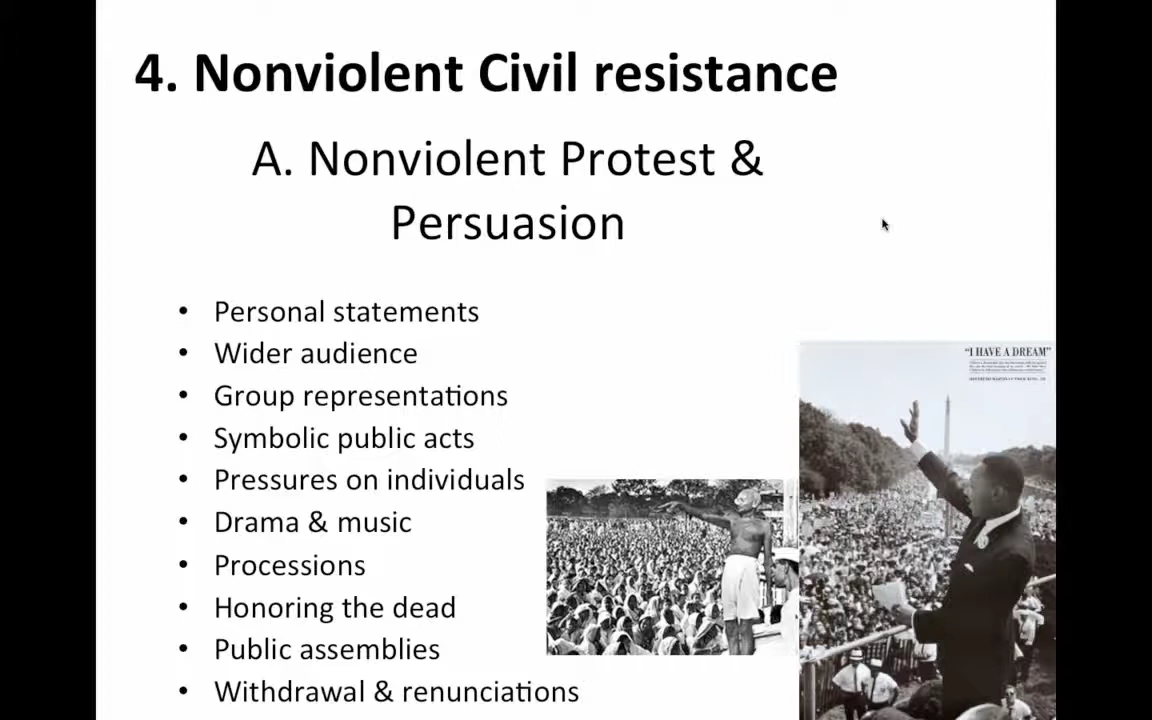 4. Nonviolent Civil resistance
A. Nonviolent Protest &
Persuasion
• Personal statements
• Wider audience
• Group representations
• Symbolic public acts
• Pressures on individuals
• Drama & music
• Processions
• Honoring the dead
• Public assemblies
• Withdrawal & renunciations
"I HAVE A DREAM"